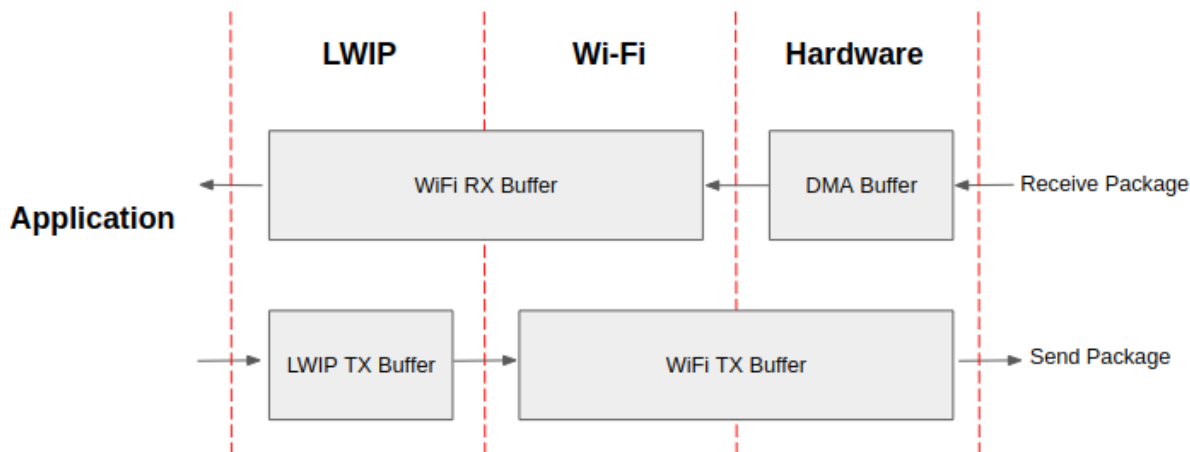 LWIP
Wi-Fi
Hardware
WiFi RX Buffer
DMA Buffer
Receive Package
Application
LWIP TX Buffer
WiFi TX Buffer
Send Package